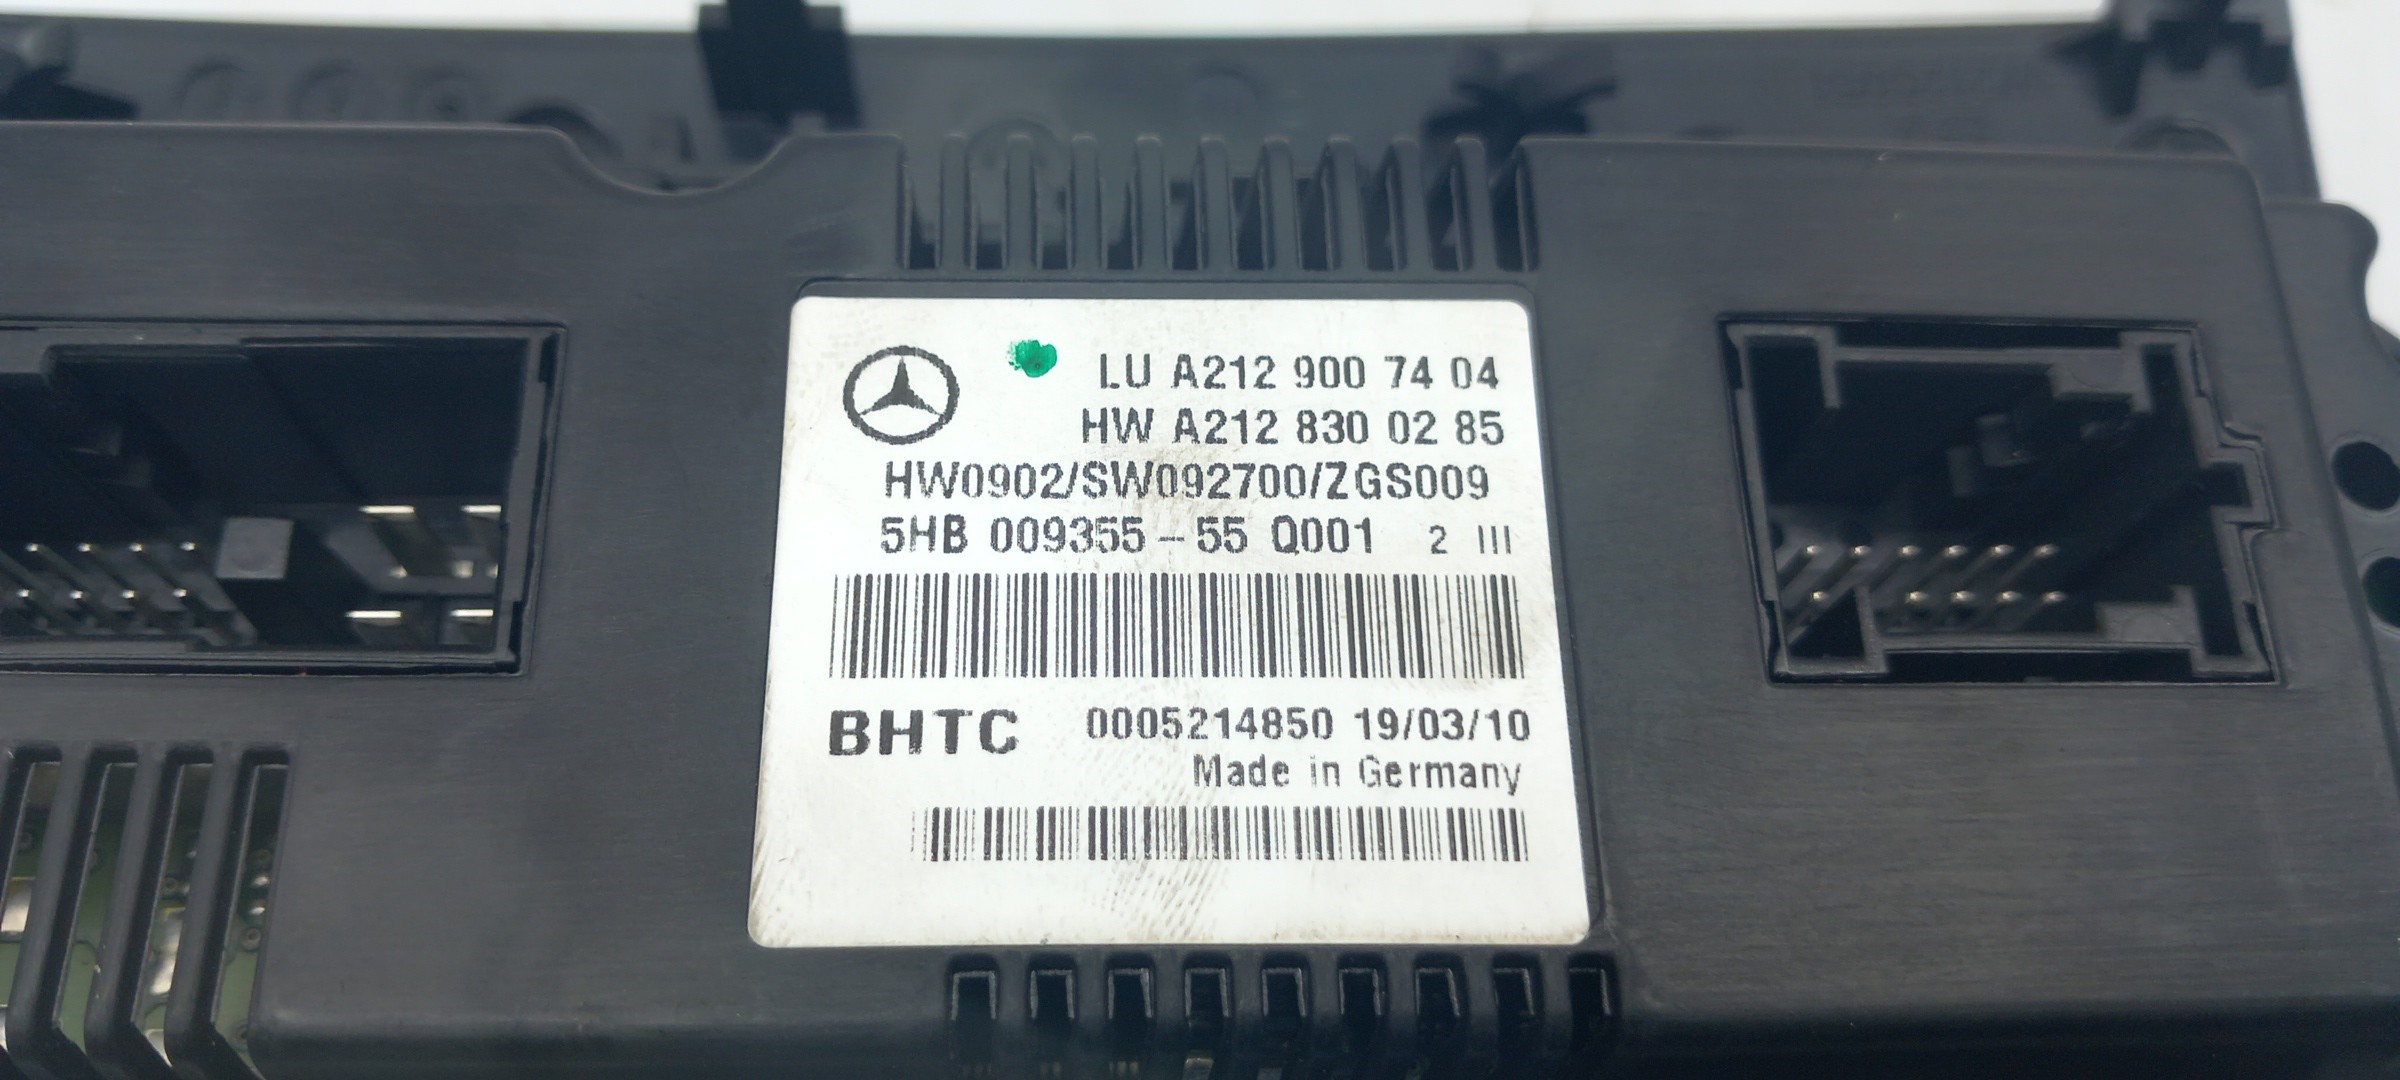 LU A212 900 74 04
HW A212 830 02 85
HW0902/SW092700/ZGS009
5HB 009355-55 Q001 2 III
BHTC 0005214850 19/03/10
Made in Germany